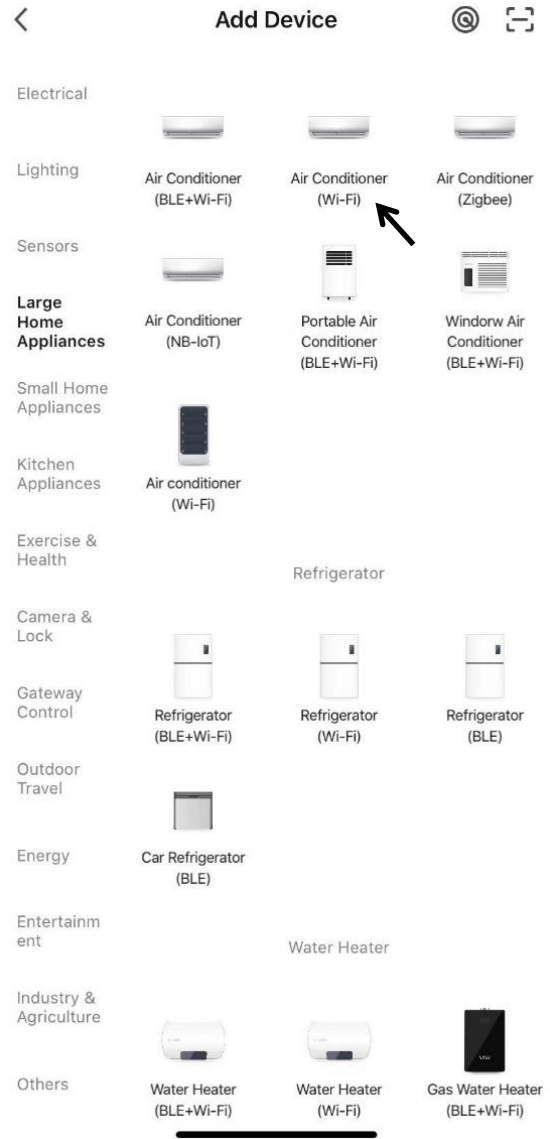 Add Device
Electrical
Lighting
Sensors
Large
Home
Appliances
Small Home
Appliances
Kitchen
Appliances
Exercise &
Health
Camera &
Lock
Gateway
Control
Outdoor
Travel
Energy
Entertainm
ent
Industry &
Agriculture
Others
Air Conditioner
(BLE+Wi-Fi)
Air Conditioner
(Wi-Fi)
Air Conditioner
(Zigbee)
Air Conditioner
(NB-IoT)
Portable Air
Conditioner
(BLE+Wi-Fi)
Windorw Air
Conditioner
(BLE+Wi-Fi)
Air conditioner
(Wi-Fi)
Refrigerator
Refrigerator
(BLE+Wi-Fi)
Refrigerator
(Wi-Fi)
Refrigerator
(BLE)
Car Refrigerator
(BLE)
Water Heater
Water Heater
(BLE+Wi-Fi)
Water Heater
(Wi-Fi)
Gas Water Heater
(BLE+Wi-Fi)